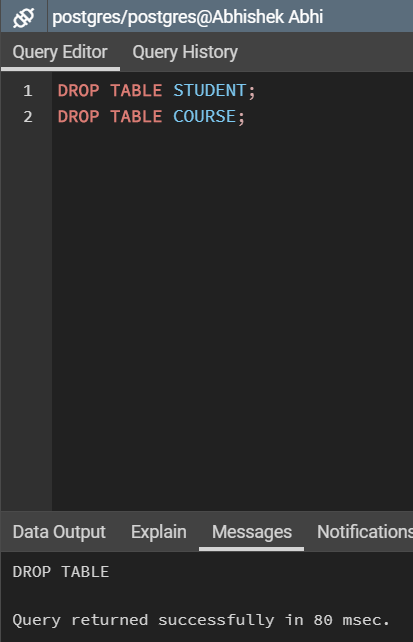 postgres/postgres@Abhishek Abhi
Query Editor Query History
1 DROP TABLE STUDENT;
2 DROP TABLE COURSE;
Data Output Explain Messages Notifications
DROP TABLE
Query returned successfully in 80 msec.